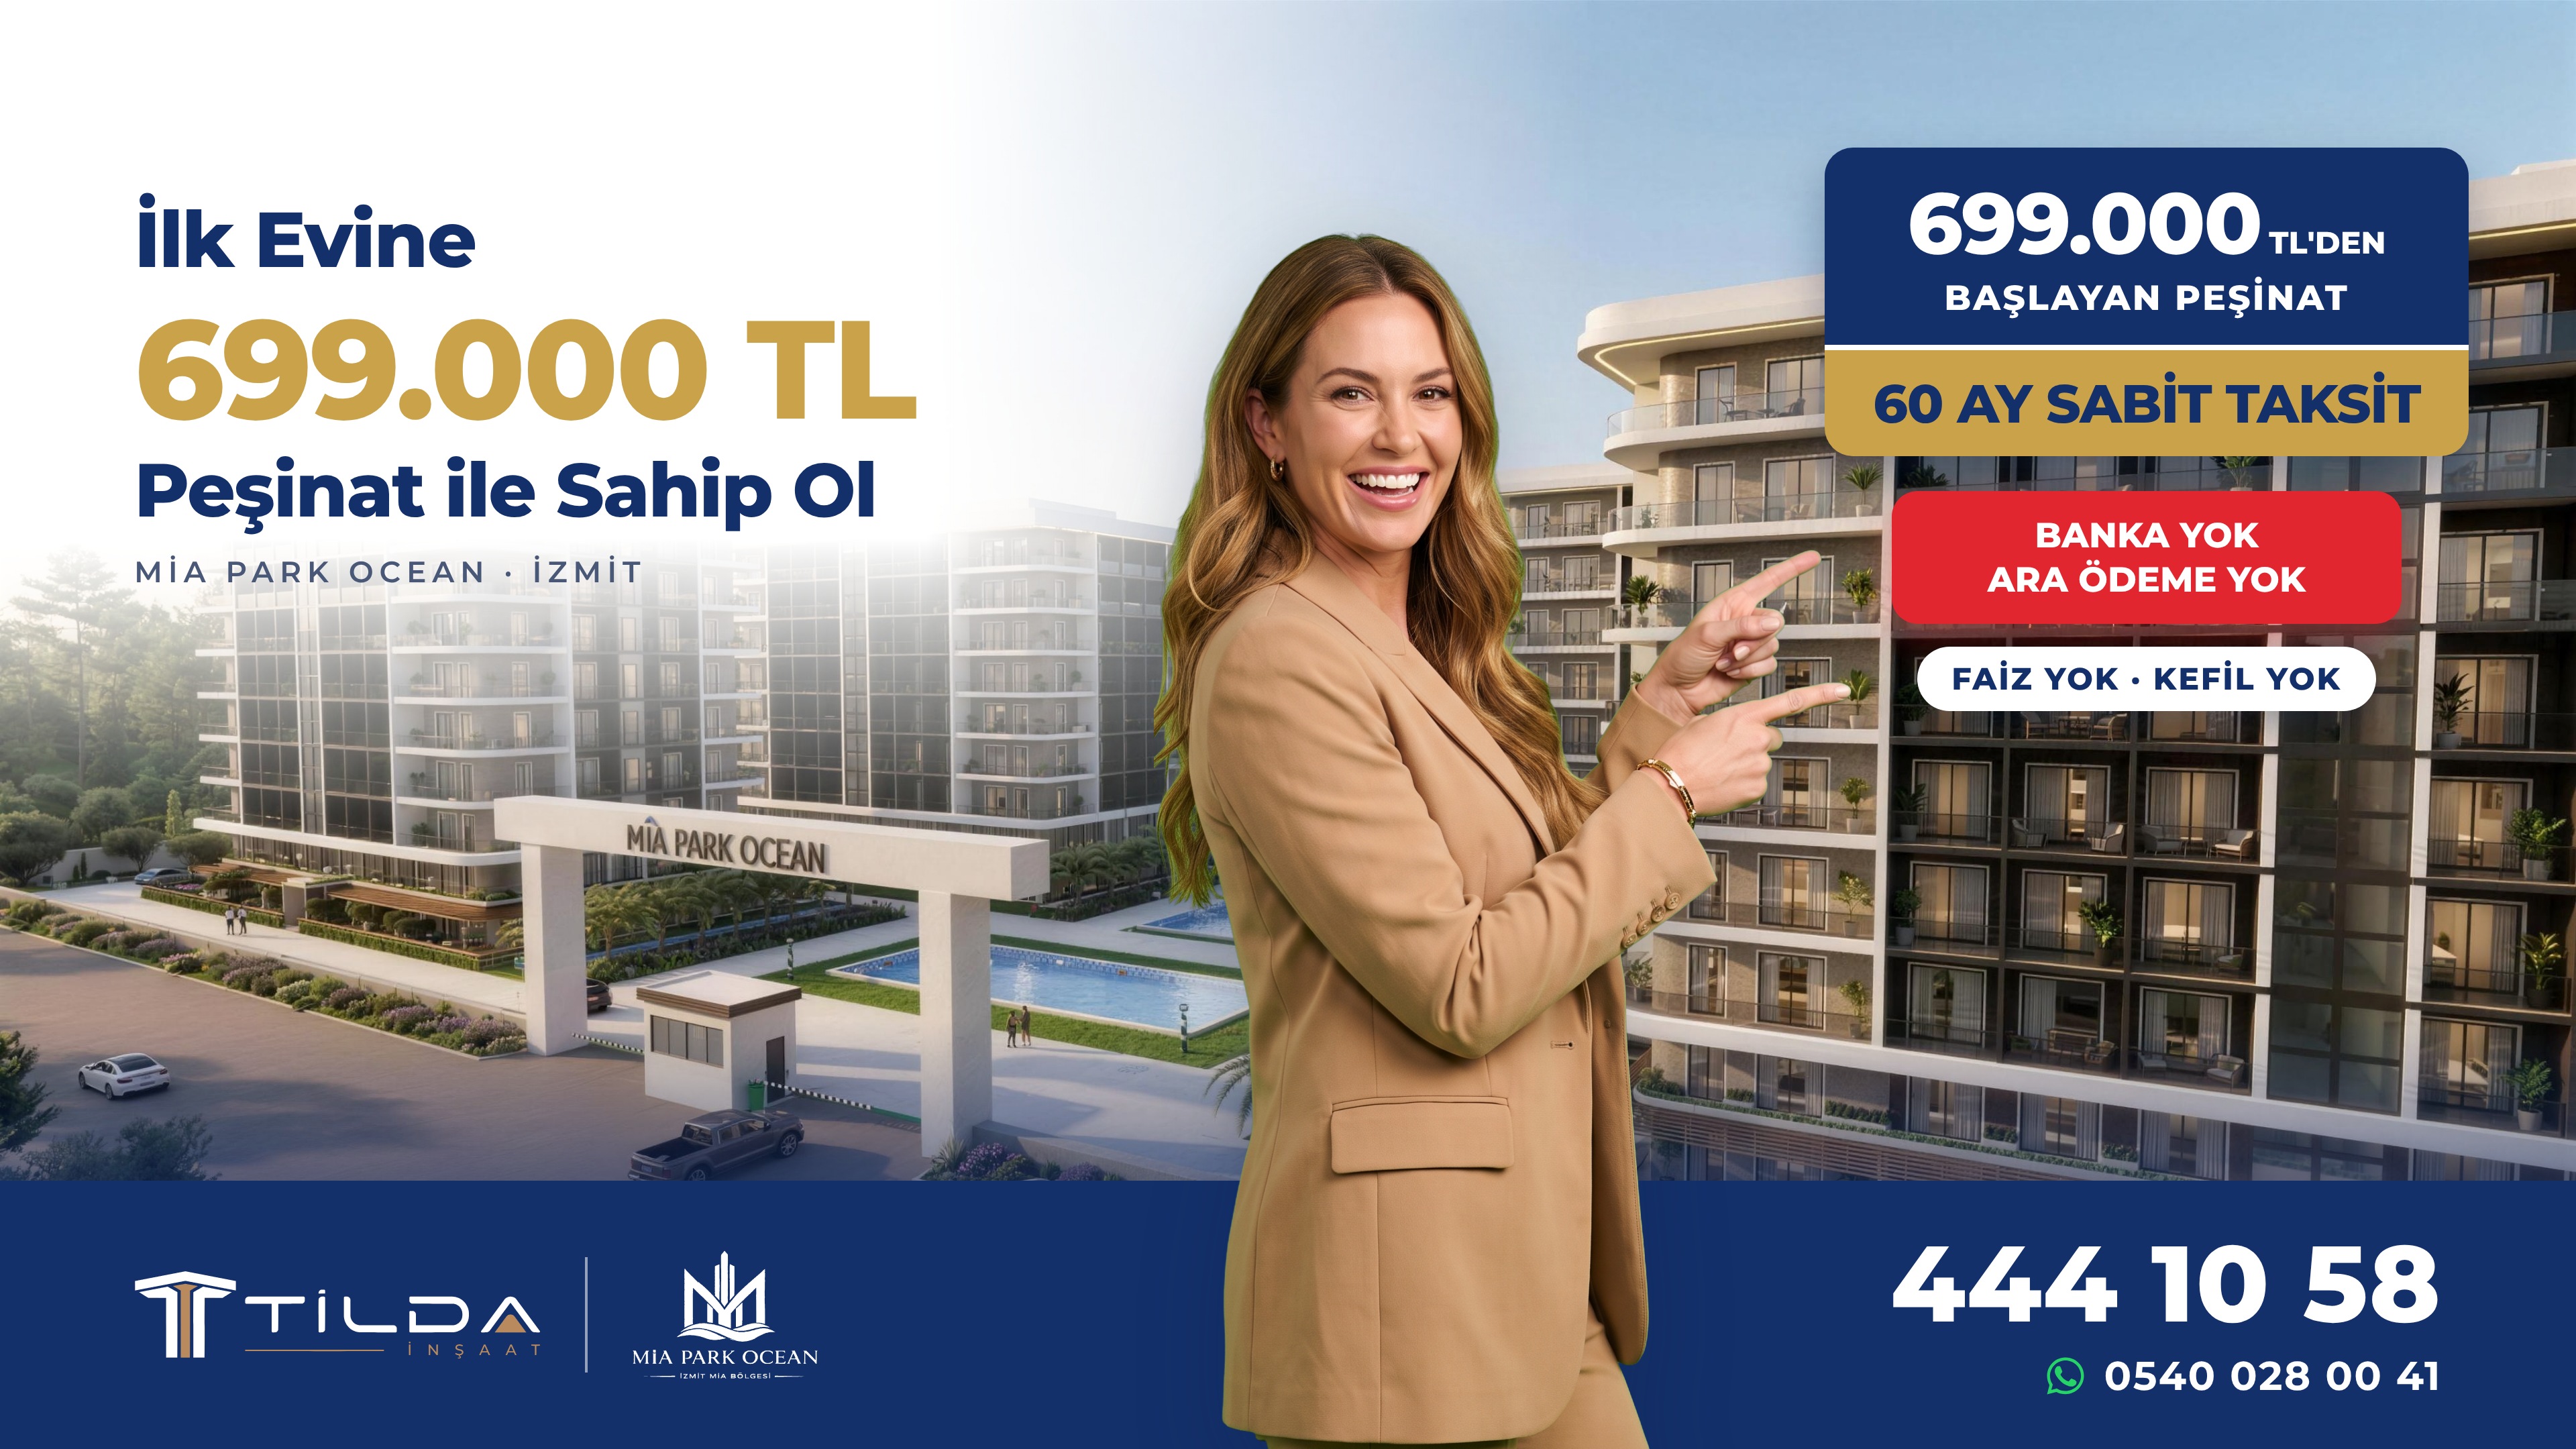 İlk Evine
699.000 TL
Peşinat ile Sahip Ol
MİA PARK OCEAN · İZMİT
699.000 TL'DEN
BAŞLAYAN PEŞİNAT
60 AY SABİT TAKSİT
BANKA YOK
ARA ÖDEME YOK
FAİZ YOK · KEFİL YOK
MİA PARK OCEAN
TİLDA
İNŞAAT
MİA PARK OCEAN
İZMİT MİA BÖLGESİ
444 10 58
0540 028 00 41